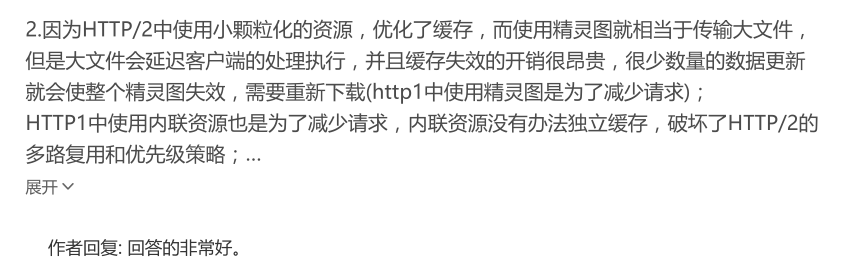 2.因为HTTP/2中使用小颗粒化的资源，优化了缓存，而使用精灵图就相当于传输大文件，
但是大文件会延迟客户端的处理执行，并且缓存失效的开销很昂贵，很少数量的数据更新
就会使整个精灵图失效，需要重新下载(http1中使用精灵图是为了减少请求)；
HTTP1中使用内联资源也是为了减少请求，内联资源没有办法独立缓存，破坏了HTTP/2的
多路复用和优先级策略；...
展开
作者回复: 回答的非常好。